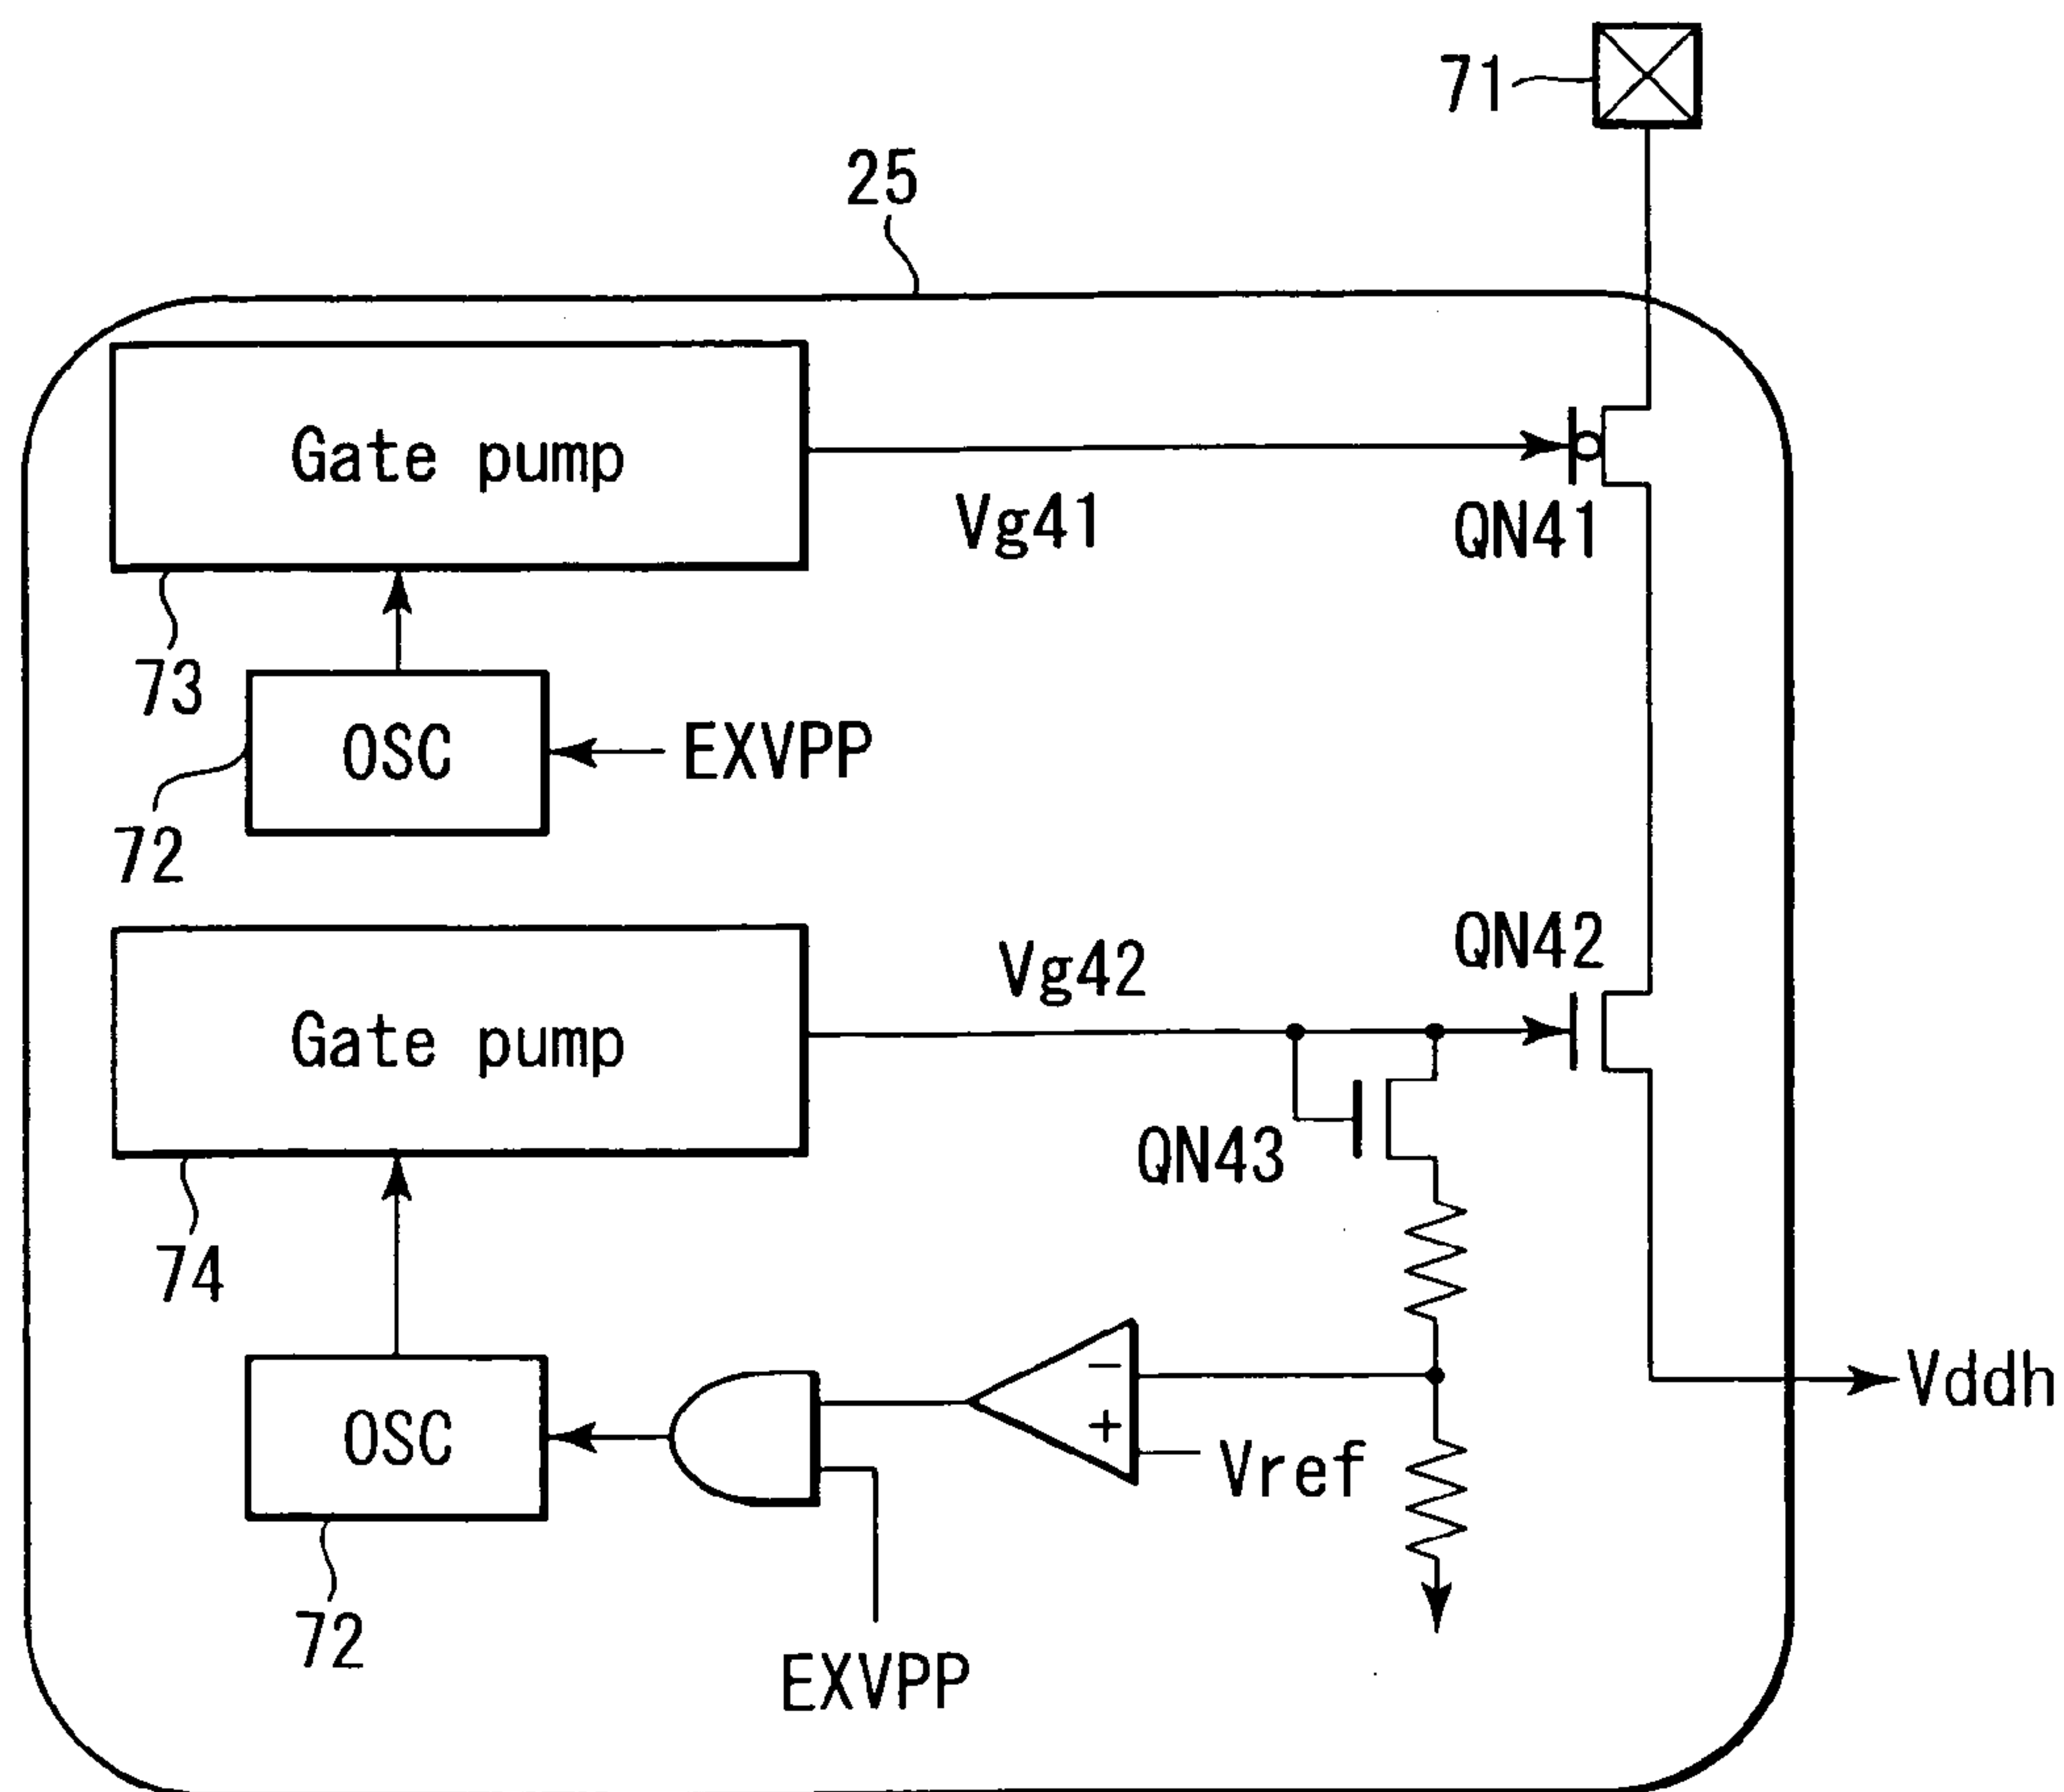 71
25
Gate pump
Vg41
QN41
73
OSC
EXVPP
72
QN42
Vg42
Gate pump
QN43
74
Vddh
OSC
−
+
Vref
72
EXVPP